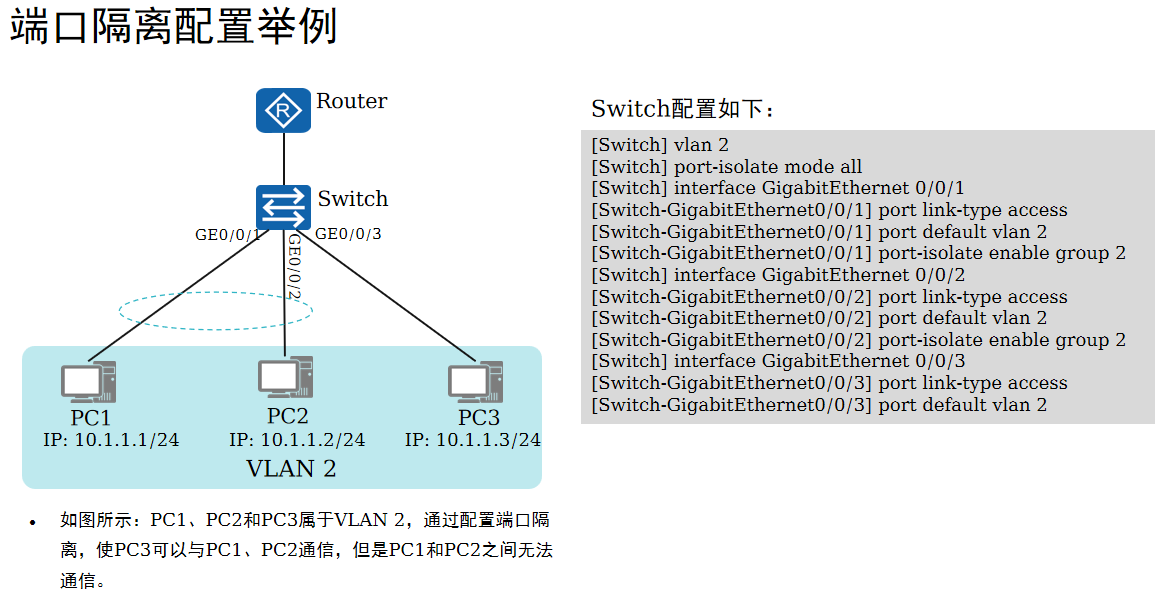 端口隔离配置举例
Router
Switch
GE0/0/1
GE0/0/2
GE0/0/3
PC1
IP: 10.1.1.1/24
PC2
IP: 10.1.1.2/24
PC3
IP: 10.1.1.3/24
VLAN 2
• 如图所示：PC1、PC2和PC3属于VLAN 2，通过配置端口隔
离，使PC3可以与PC1、PC2通信，但是PC1和PC2之间无法
通信。
Switch配置如下：
[Switch] vlan 2
[Switch] port-isolate mode all
[Switch] interface GigabitEthernet 0/0/1
[Switch-GigabitEthernet0/0/1] port link-type access
[Switch-GigabitEthernet0/0/1] port default vlan 2
[Switch-GigabitEthernet0/0/1] port-isolate enable group 2
[Switch] interface GigabitEthernet 0/0/2
[Switch-GigabitEthernet0/0/2] port link-type access
[Switch-GigabitEthernet0/0/2] port default vlan 2
[Switch-GigabitEthernet0/0/2] port-isolate enable group 2
[Switch] interface GigabitEthernet 0/0/3
[Switch-GigabitEthernet0/0/3] port link-type access
[Switch-GigabitEthernet0/0/3] port default vlan 2